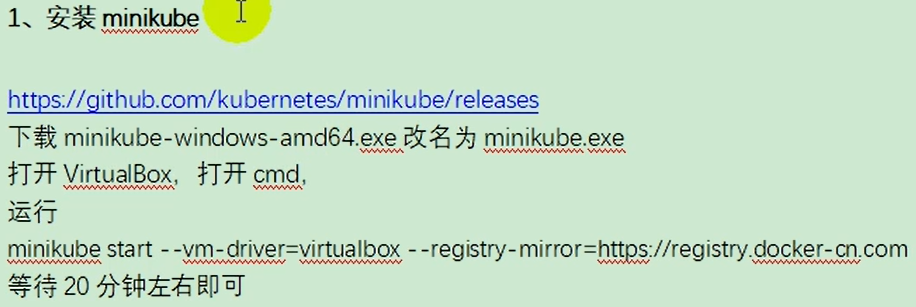 1、安装 minikube
https://github.com/kubernetes/minikube/releases
下载 minikube-windows-amd64.exe 改名为 minikube.exe
打开 VirtualBox，打开 cmd,
运行
minikube start --vm-driver=virtualbox --registry-mirror=https://registry.docker-cn.com
等待 20 分钟左右即可